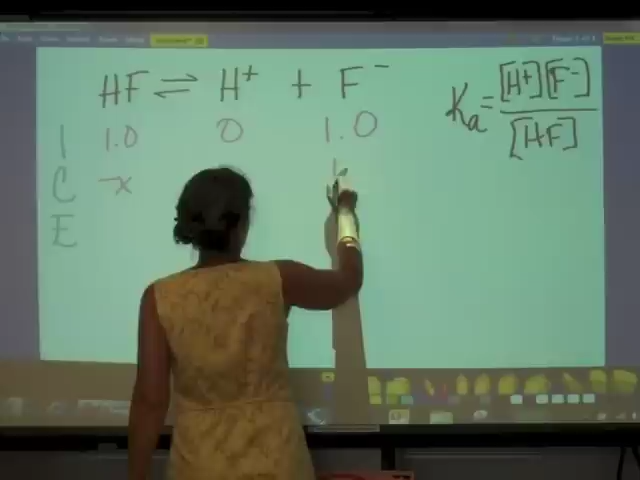 HF ⇌ H⁺ + F⁻
Ka = [H⁺][F⁻] / [HF]
I 1.0 0 1.0
C -x
E